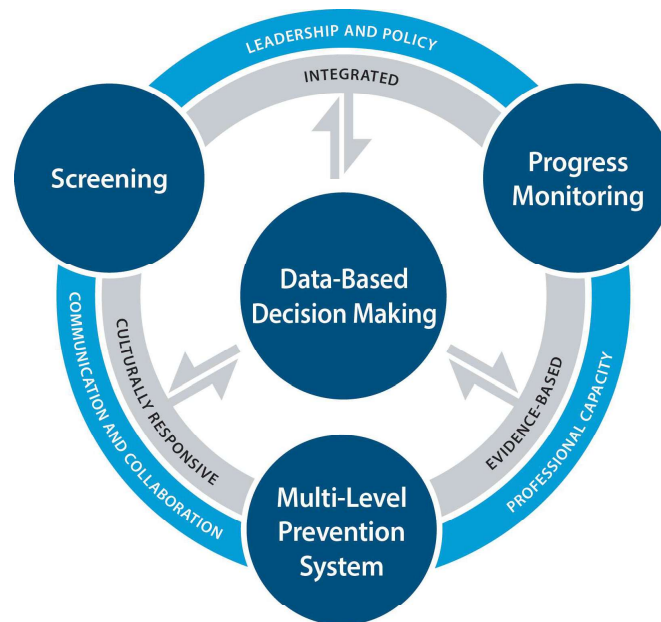 LEADERSHIP AND POLICY
INTEGRATED
Screening
Progress
Monitoring
Data-Based
Decision Making
COMMUNICATION AND COLLABORATION
CULTURALLY RESPONSIVE
EVIDENCE-BASED
PROFESSIONAL CAPACITY
Multi-Level
Prevention
System